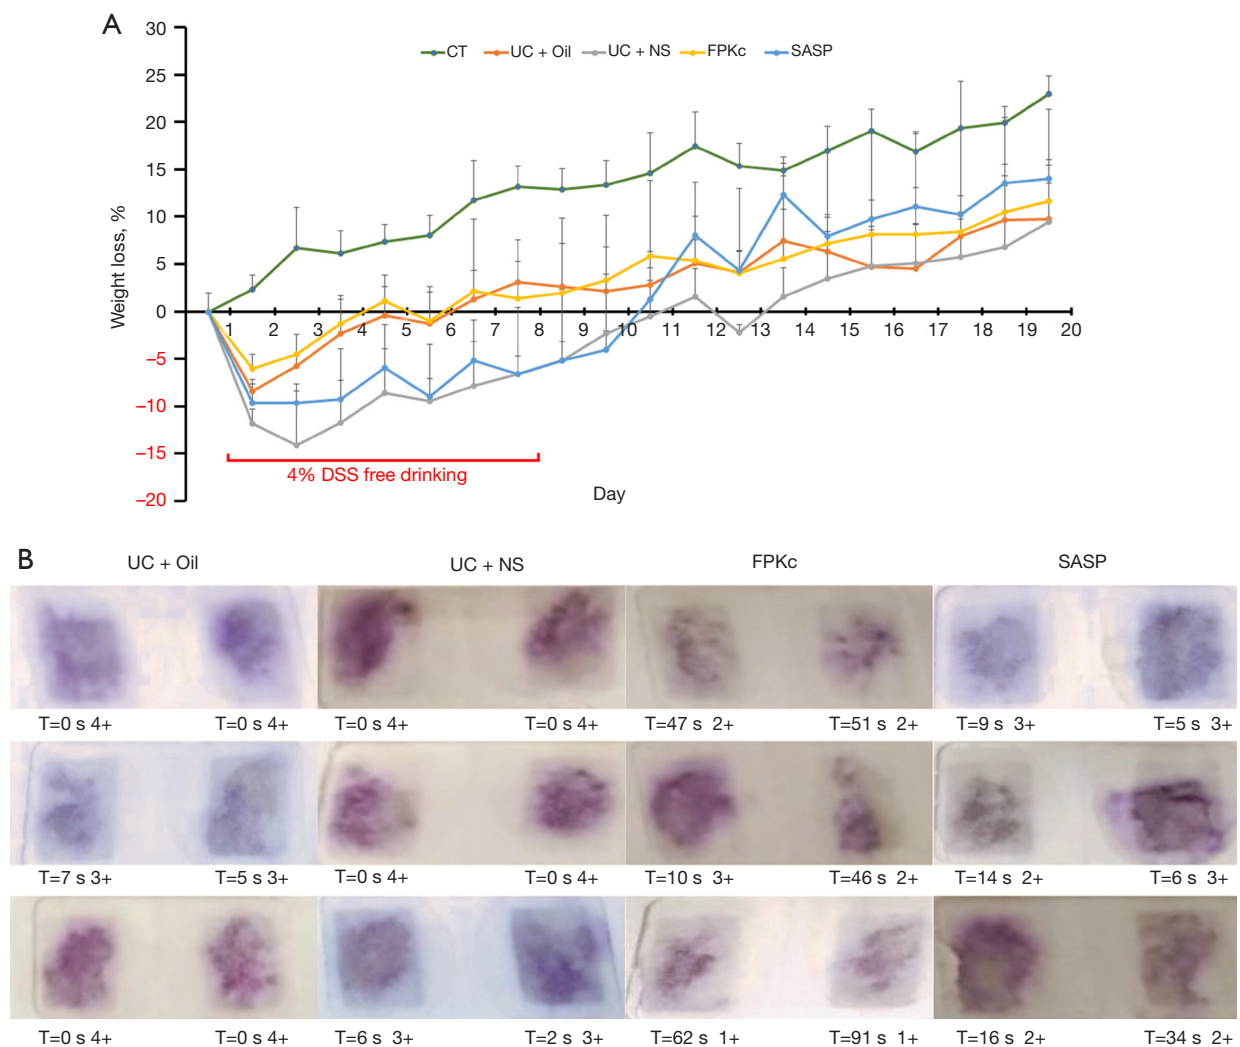 A
CT UC + Oil UC + NS FPKc SASP
30
25
20
15
10
5
0
–5
–10
–15
–20
Weight loss, %
1 2 3 4 5 6 7 8 9 10 11 12 13 14 15 16 17 18 19 20
4% DSS free drinking
Day
B
UC + Oil UC + NS FPKc SASP
T=0 s 4+ T=0 s 4+ T=0 s 4+ T=0 s 4+ T=47 s 2+ T=51 s 2+ T=9 s 3+ T=5 s 3+
T=7 s 3+ T=5 s 3+ T=0 s 4+ T=0 s 4+ T=10 s 3+ T=46 s 2+ T=14 s 2+ T=6 s 3+
T=0 s 4+ T=0 s 4+ T=6 s 3+ T=2 s 3+ T=62 s 1+ T=91 s 1+ T=16 s 2+ T=34 s 2+